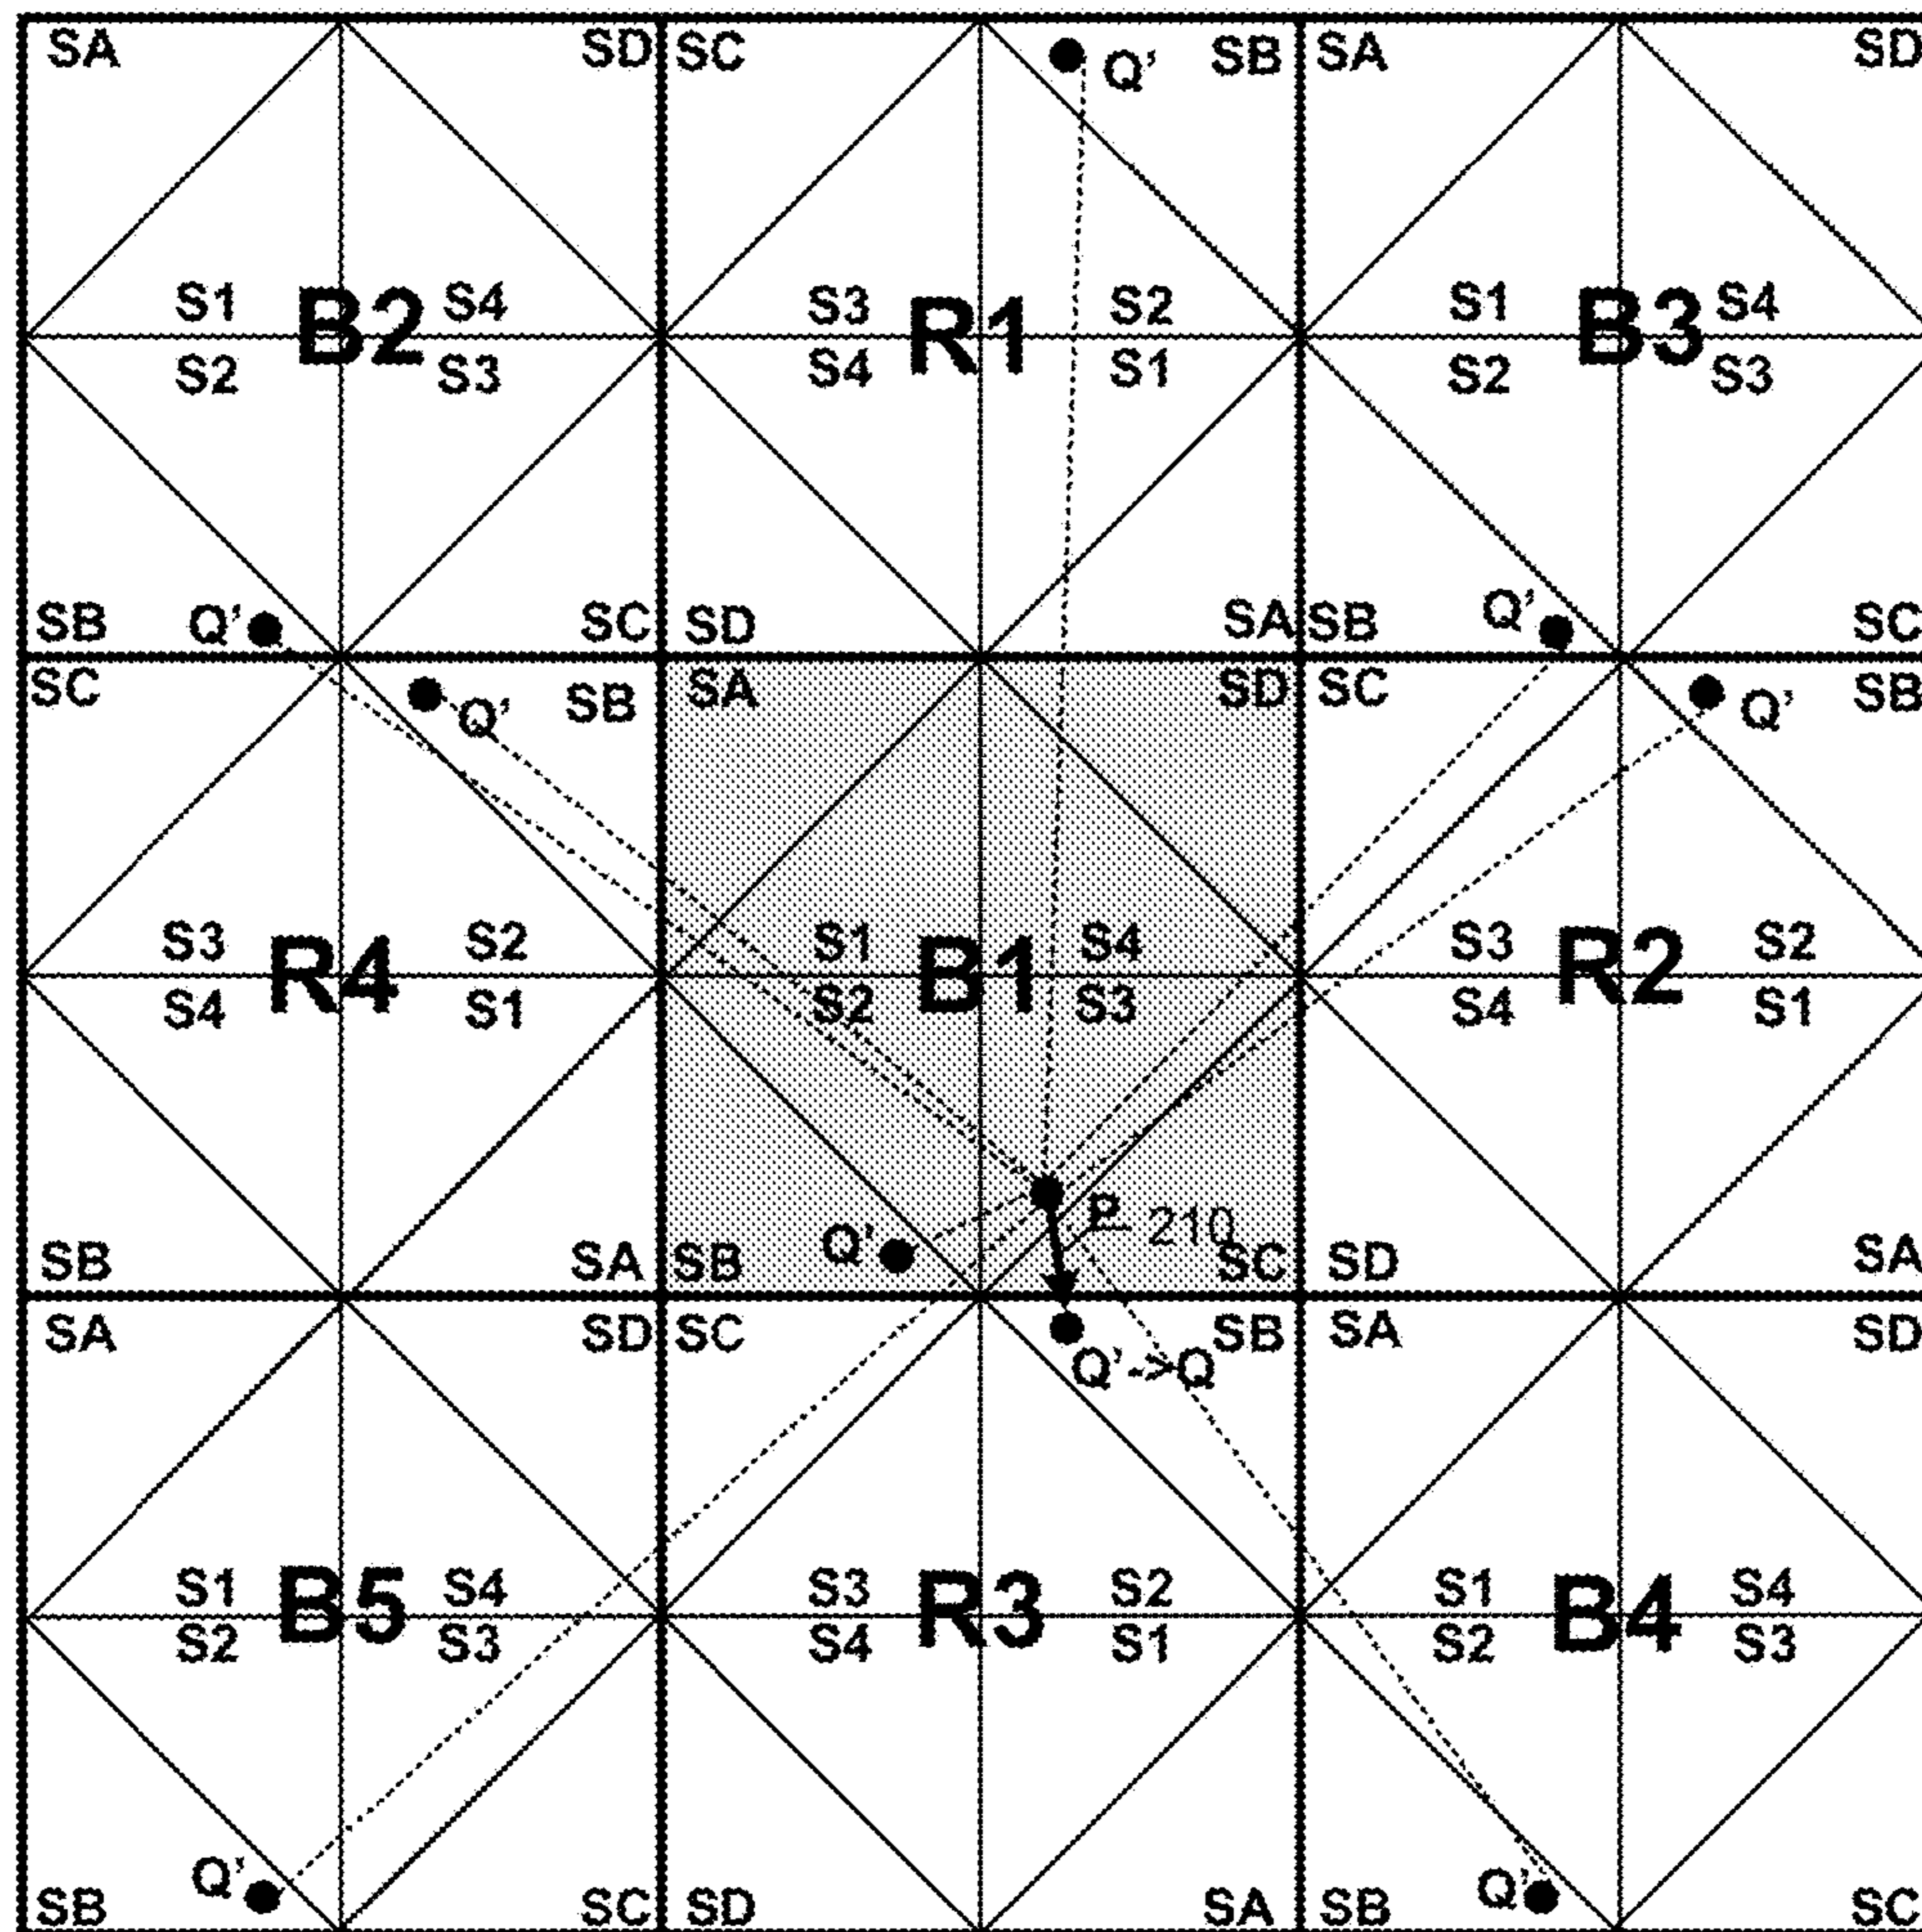 SA SD SC SB SA SD
Q'
S1 B2 S4 S3 R1 S2 S1 B3 S4
S2 S3 S4 S1 S2 S3
SB Q' SC SD SA SB Q' SC
SC Q' SB SA SD SC Q' SB
S3 R4 S2 S1 B1 S4 S3 R2 S2
S4 S1 S2 S3 S4 S1
P 210
SB SA SB Q' SC SD SA
SA SD SC SB SA SD
Q'->Q
S1 B5 S4 S3 R3 S2 S1 B4 S4
S2 S3 S4 S1 S2 S3
Q' Q'
SB SC SD SA SB SC